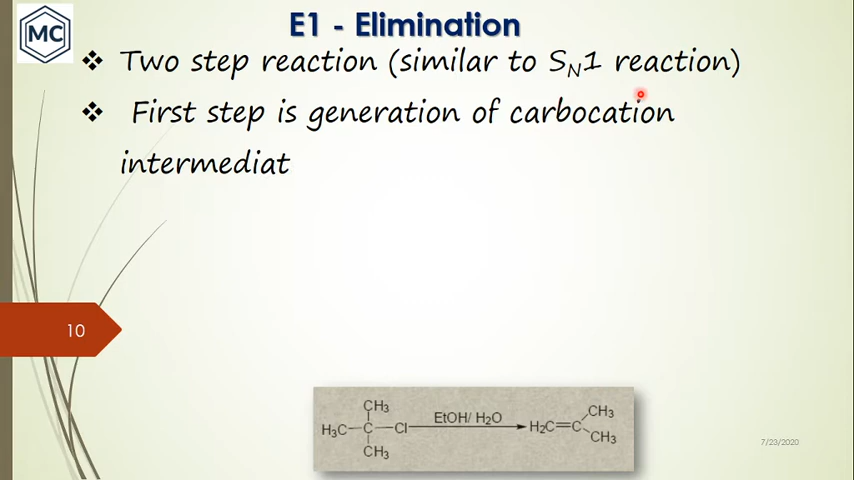 MC
E1 - Elimination
❖ Two step reaction (similar to SN1 reaction)
❖ First step is generation of carbocation
intermediat
10
CH3
H3C—C—Cl
CH3
EtOH/ H2O
H2C=C
CH3
CH3
7/23/2020